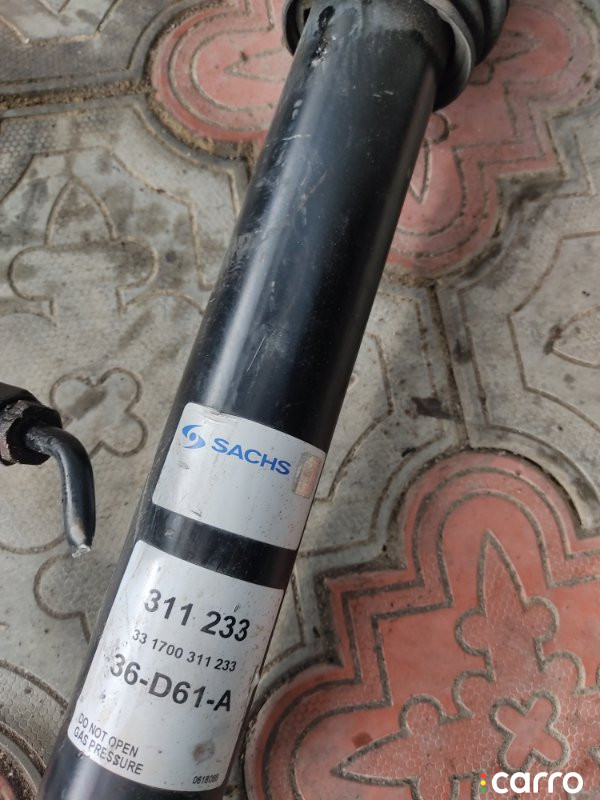 SACHS
311 233
33 1700 311 233
36-D61-A
DO NOT OPEN
GAS PRESSURE
carro